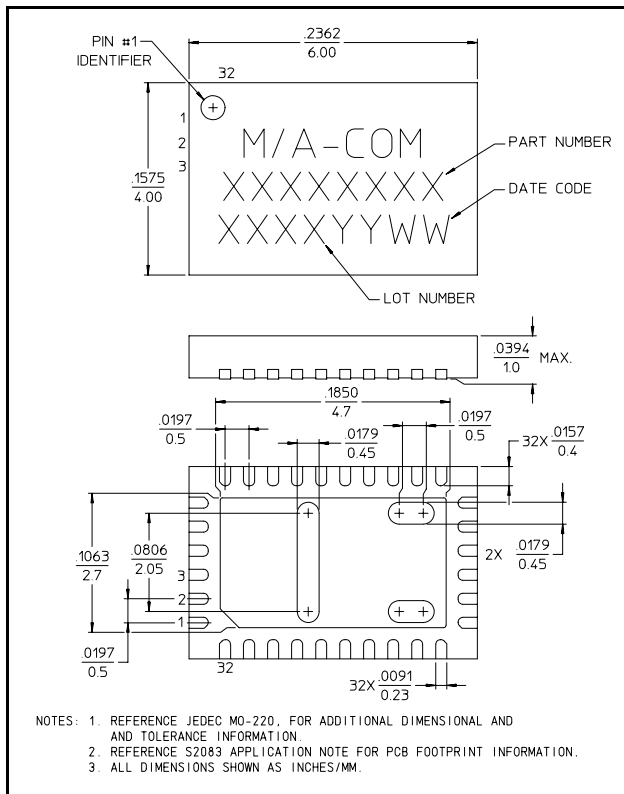 .2362
6.00
PIN #1
IDENTIFIER
32
1
2
3
M/A-COM
XXXXXXXX
XXXXYYWW
PART NUMBER
DATE CODE
LOT NUMBER
.1575
4.00
.0394
1.0
MAX.
.1850
4.7
.0197
0.5
.0179
0.45
.0197
0.5
32X .0157
0.4
.1063
2.7
.0806
2.05
3
2
1
2X .0179
0.45
.0197
0.5
32
32X .0091
0.23
NOTES: 1. REFERENCE JEDEC MO-220, FOR ADDITIONAL DIMENSIONAL AND
AND TOLERANCE INFORMATION.
2. REFERENCE S2083 APPLICATION NOTE FOR PCB FOOTPRINT INFORMATION.
3. ALL DIMENSIONS SHOWN AS INCHES/MM.